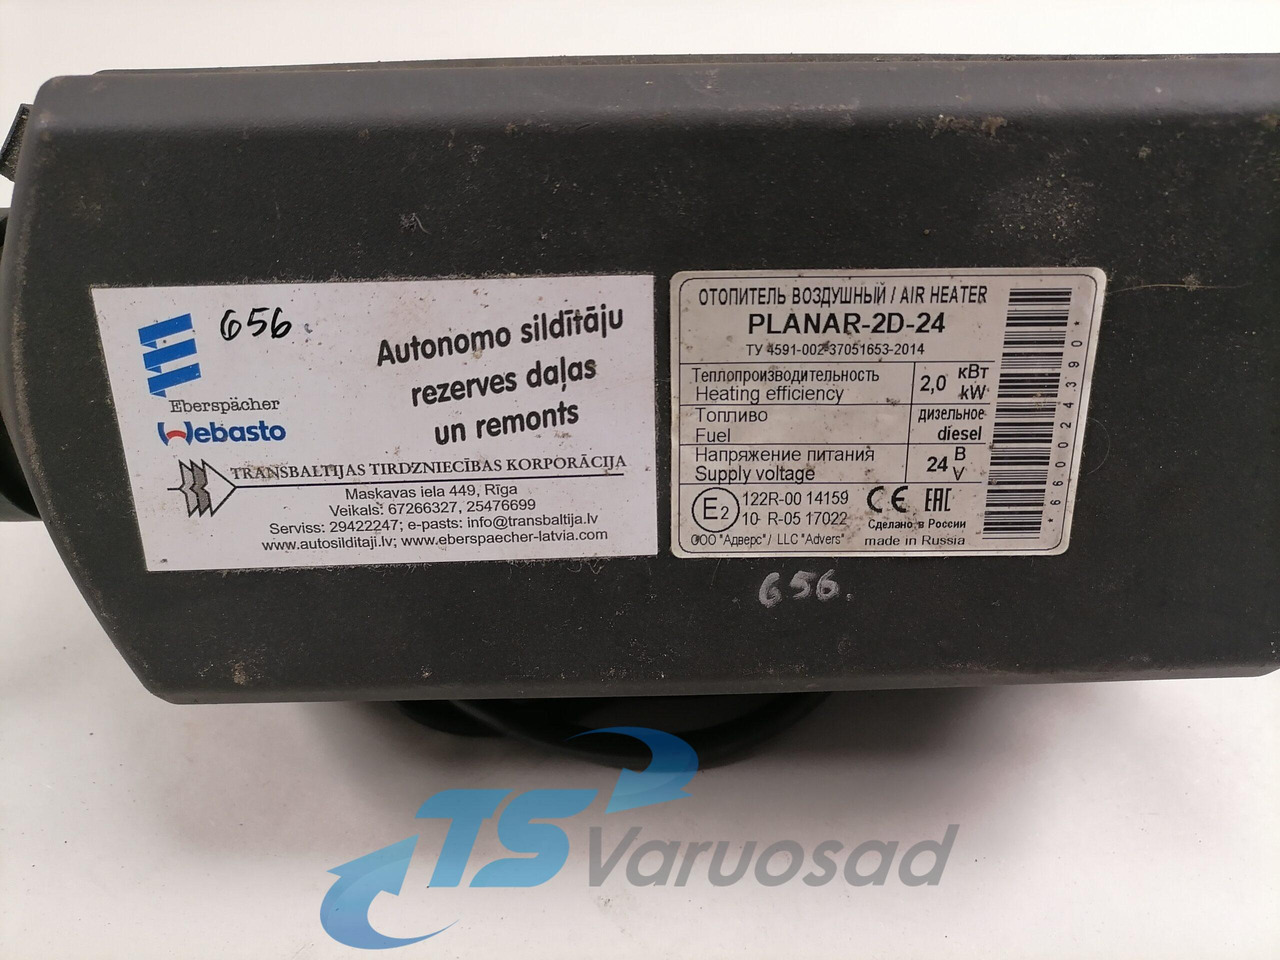 656.
Autonomo sildītāju
rezerves daļas
un remonts
Eberspächer
Webasto
TRANSBALTIJAS TIRDZNIECĪBAS KORPORĀCIJA
Maskavas iela 449, Rīga
Veikals: 67266327, 25476699
Serviss: 29422247; e-pasts: info@transbaltija.lv
www.autosilditaji.lv; www.eberspaecher-latvia.com
ОТОПИТЕЛЬ ВОЗДУШНЫЙ / AIR HEATER
PLANAR-2D-24
ТУ 4591-002-37051653-2014
Теплопроизводительность
Heating efficiency
2,0 кВт
kW
Топливо
Fuel
дизельное
diesel
Напряжение питания
Supply voltage
24 В
V
E2
122R-00 14159
10 R-05 17022
CE EAC
Сделано в России
made in Russia
ООО "Адверс"/ LLC "Advers"
*660024390*
656.
TS Varuosad